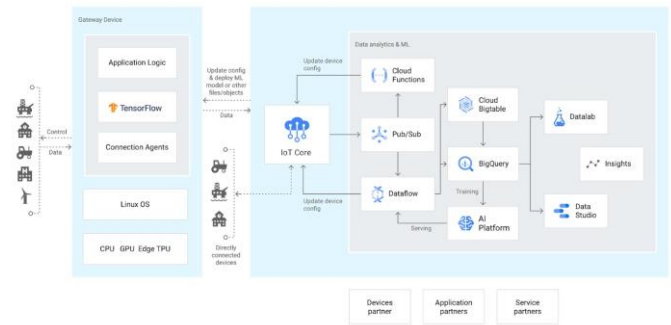 Gateway Device
Application Logic
TensorFlow
Connection Agents
Linux OS
CPU GPU Edge TPU
Control
Data
Update config
& deploy ML
model or other
files/objects
Data
Directly
connected
devices
IoT Core
Update device
config
Update device
config
Data analytics & ML
Cloud
Functions
Pub/Sub
Dataflow
Cloud
Bigtable
BigQuery
Training
AI
Platform
Serving
Datalab
Insights
Data
Studio
Devices
partner
Application
partners
Service
partners